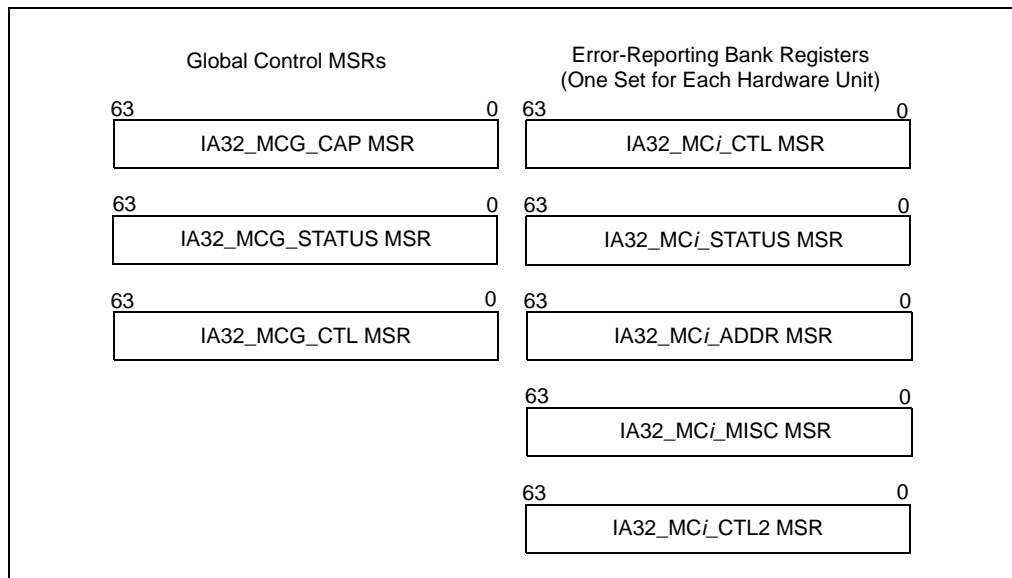 Global Control MSRs
63 0
IA32_MCG_CAP MSR
63 0
IA32_MCG_STATUS MSR
63 0
IA32_MCG_CTL MSR
Error-Reporting Bank Registers
(One Set for Each Hardware Unit)
63 0
IA32_MCi_CTL MSR
63 0
IA32_MCi_STATUS MSR
63 0
IA32_MCi_ADDR MSR
63 0
IA32_MCi_MISC MSR
63 0
IA32_MCi_CTL2 MSR